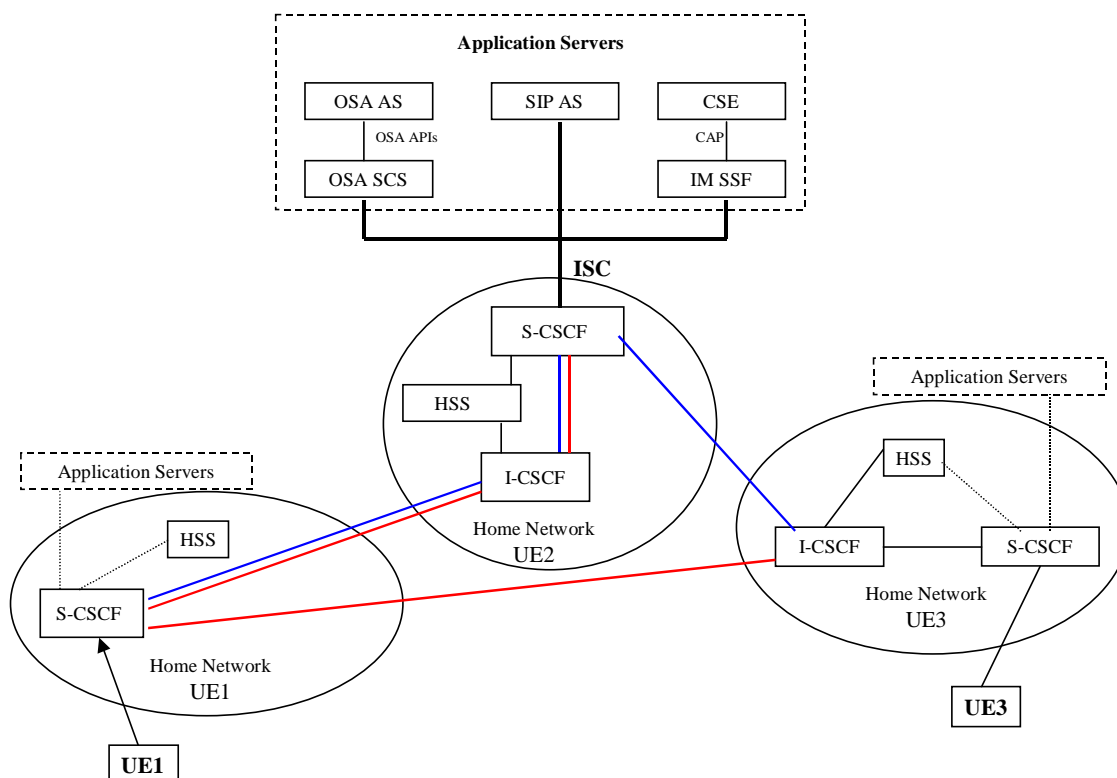 Application Servers
OSA AS
SIP AS
CSE
OSA APIs
CAP
OSA SCS
IM SSF
ISC
S-CSCF
HSS
I-CSCF
Home Network
UE2
Application Servers
HSS
I-CSCF
S-CSCF
Home Network
UE3
UE3
Application Servers
HSS
S-CSCF
Home Network
UE1
UE1